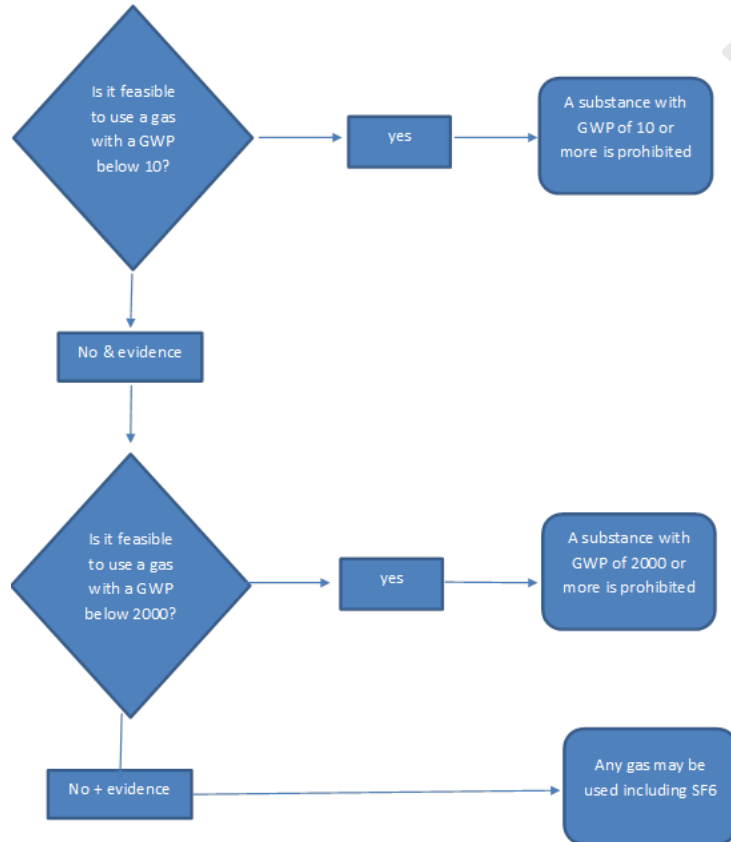 Is it feasible
to use a gas
with a GWP
below 10?
yes
A substance with
GWP of 10 or
more is prohibited
No & evidence
Is it feasible
to use a gas
with a GWP
below 2000?
yes
A substance with
GWP of 2000 or
more is prohibited
No + evidence
Any gas may be
used including SF6